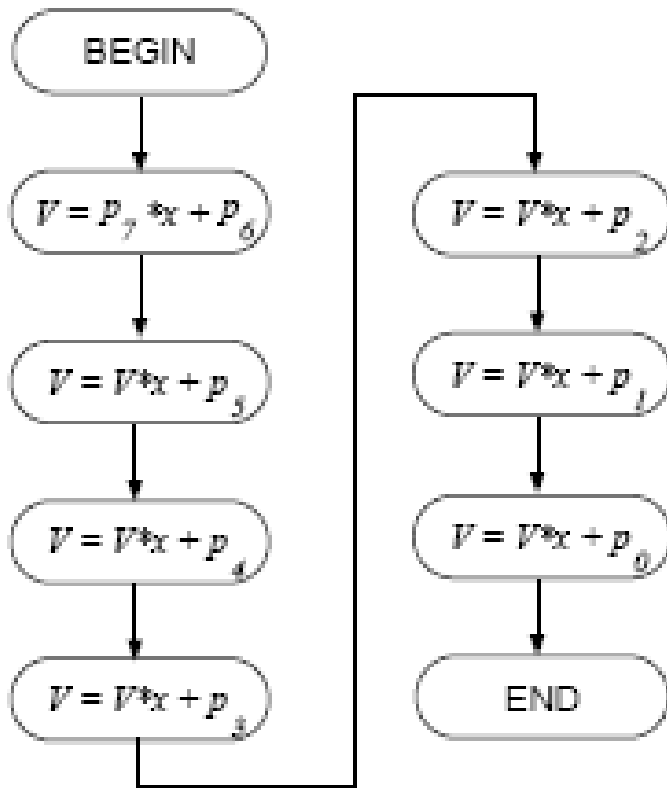 BEGIN
V = p₇ *x + p₆
V = V*x + p₅
V = V*x + p₄
V = V*x + p₃
V = V*x + p₂
V = V*x + p₁
V = V*x + p₀
END